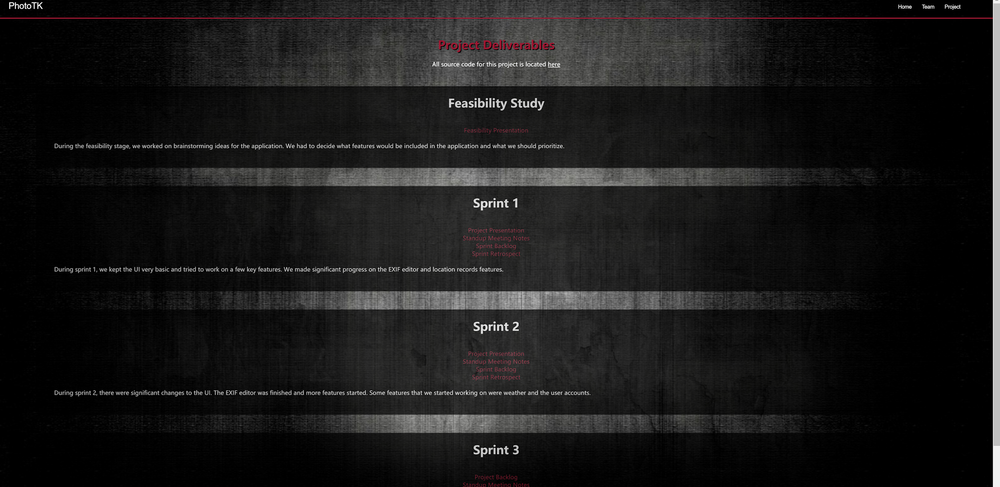 PhotoTK
Home Team Project
Project Deliverables
All source code for this project is located here
Feasibility Study
Feasibility Presentation
During the feasibility stage, we worked on brainstorming ideas for the application. We had to decide what features would be included in the application and what we should prioritize.
Sprint 1
Project Presentation
Standup Meeting Notes
Sprint Backlog
Sprint Retrospect
During sprint 1, we kept the UI very basic and tried to work on a few key features. We made significant progress on the EXIF editor and location records features.
Sprint 2
Project Presentation
Standup Meeting Notes
Sprint Backlog
Sprint Retrospect
During sprint 2, there were significant changes to the UI. The EXIF editor was finished and more features started. Some features that we started working on were weather and the user accounts.
Sprint 3
Project Backlog
Standup Meeting Notes